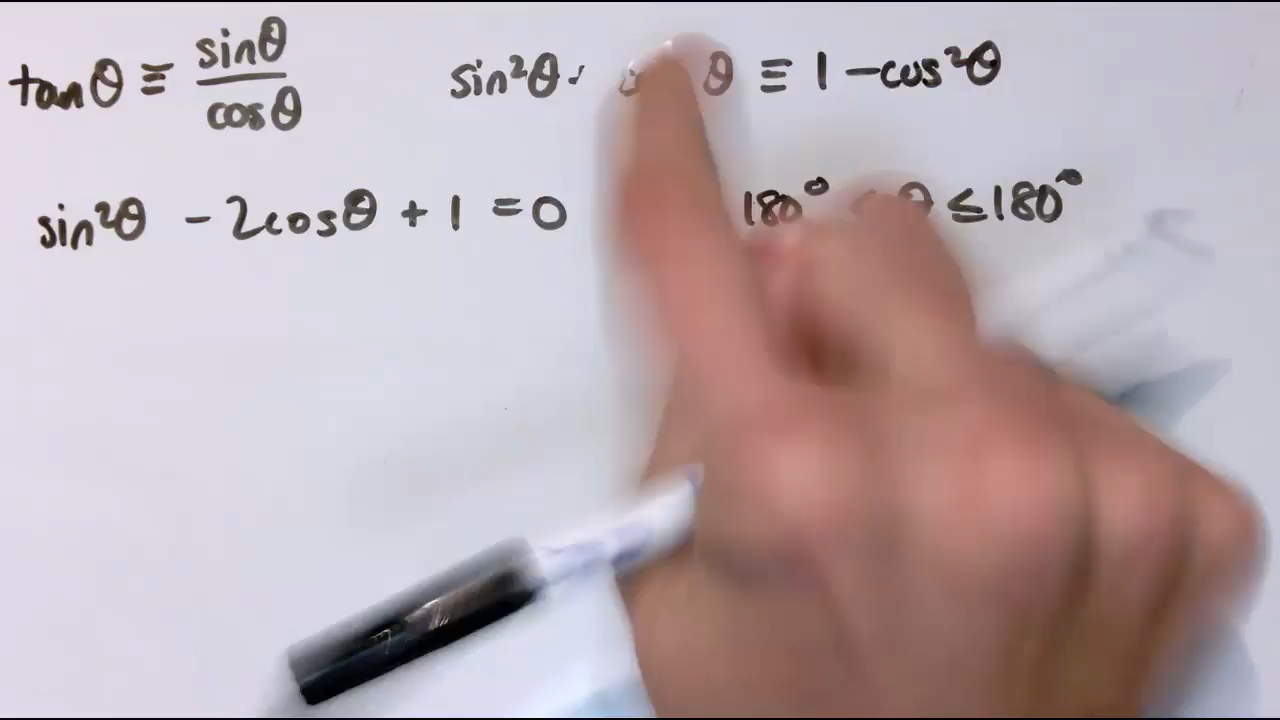 tanθ ≡ sinθ/cosθ
sin²θ θ ≡ 1 - cos²θ
sin²θ - 2cosθ + 1 = 0 180° ≤ θ ≤ 180°